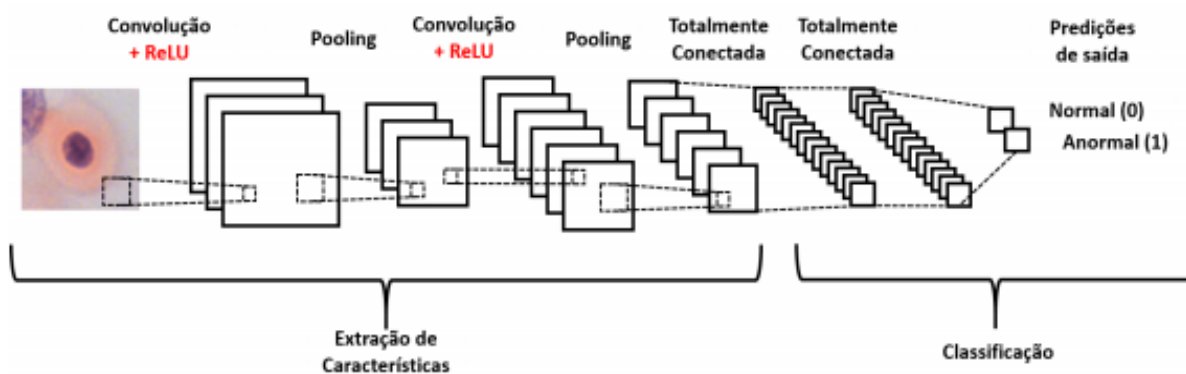 Convolução
+ ReLU
Pooling
Convolução
+ ReLU
Pooling
Totalmente
Conectada
Totalmente
Conectada
Predições
de saída
Normal (0)
Anormal (1)
Extração de
Características
Classificação